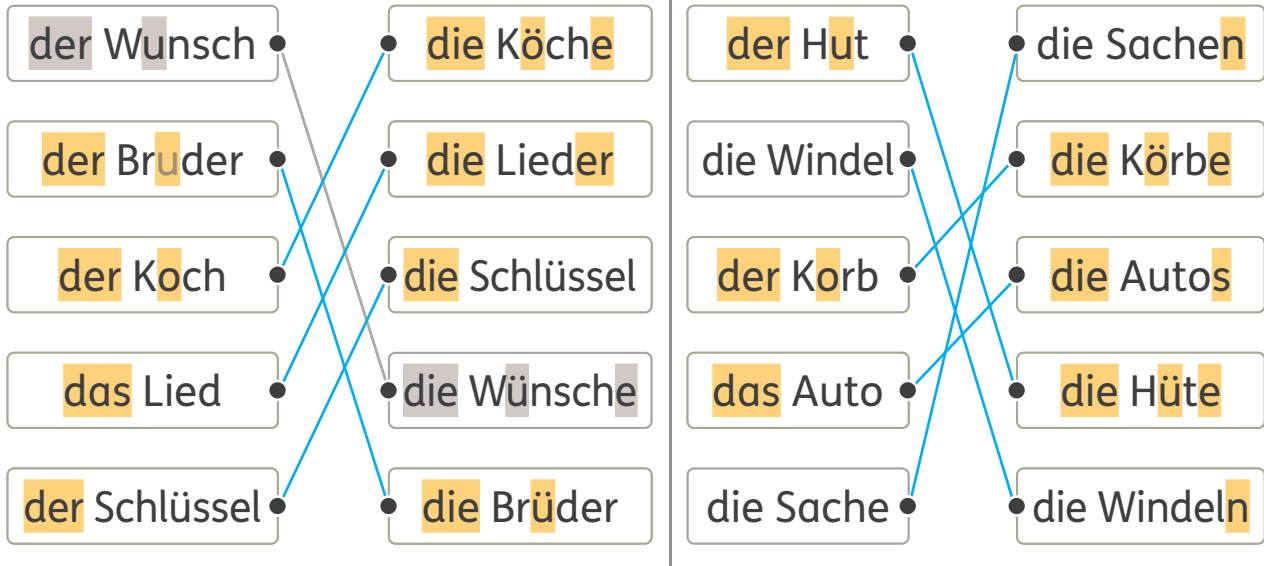 der Wunsch
der Bruder
der Koch
das Lied
der Schlüssel
die Köche
die Lieder
die Schlüssel
die Wünsche
die Brüder
der Hut
die Windel
der Korb
das Auto
die Sache
die Sachen
die Körbe
die Autos
die Hüte
die Windeln